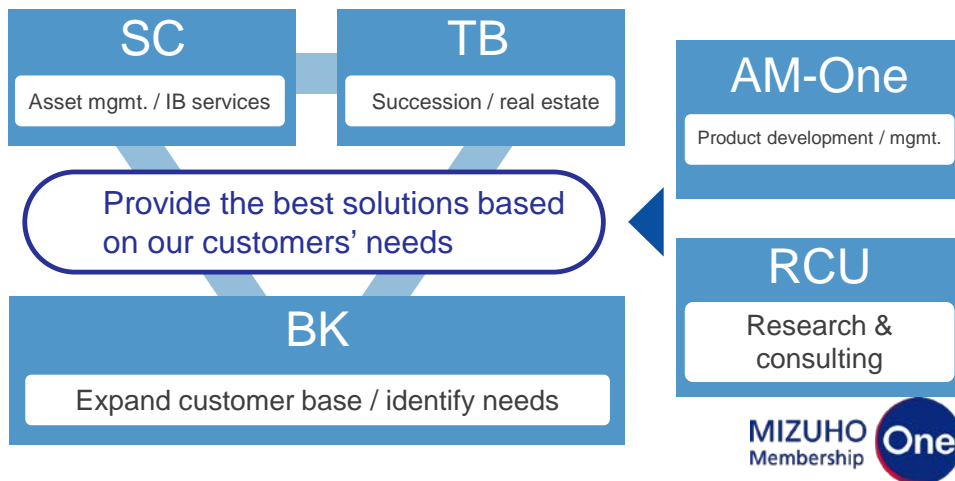 SC
Asset mgmt. / IB services
TB
Succession / real estate
Provide the best solutions based
on our customers’ needs
BK
Expand customer base / identify needs
AM-One
Product development / mgmt.
RCU
Research &
consulting
MIZUHO
Membership
One